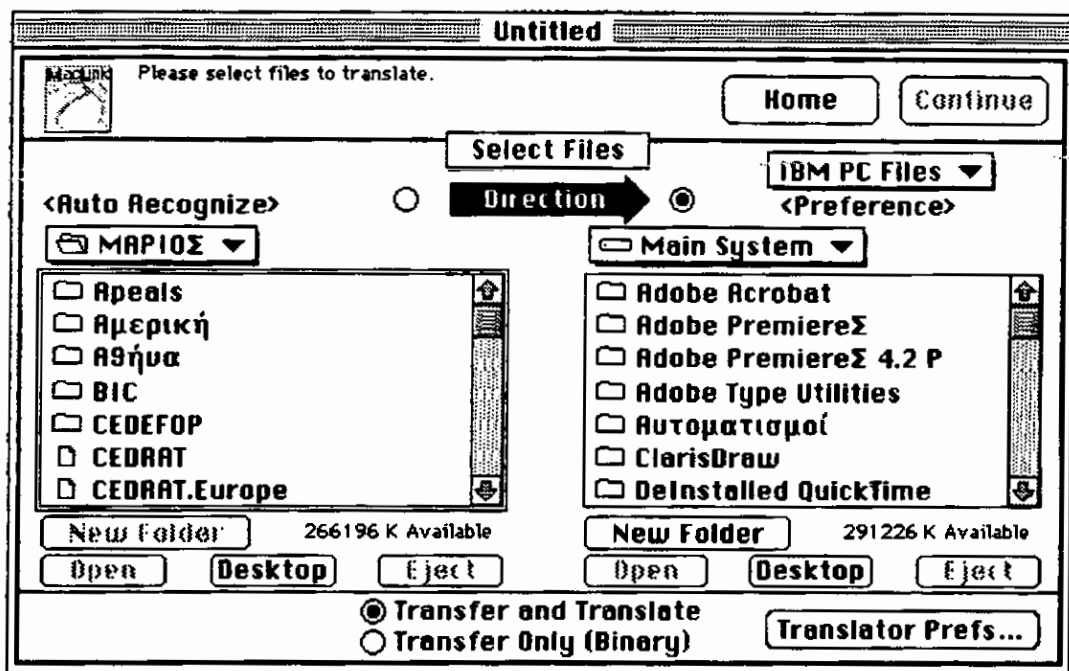 Untitled
MacLink
Please select files to translate.
Home
Continue
Select Files
IBM PC Files
<Auto Recognize>
Direction
<Preference>
ΜΑΡΙΟΣ
Main System
Apeals
Αμερική
Αθήνα
BIC
CEDEFOP
CEDRAT
CEDRAT.Europe
Adobe Acrobat
Adobe PremiereΣ
Adobe PremiereΣ 4.2 P
Adobe Type Utilities
Αυτοματισμοί
ClarisDraw
DeInstalled QuickTime
New Folder
266196 K Available
New Folder
291226 K Available
Open
Desktop
Eject
Open
Desktop
Eject
Transfer and Translate
Transfer Only (Binary)
Translator Prefs...